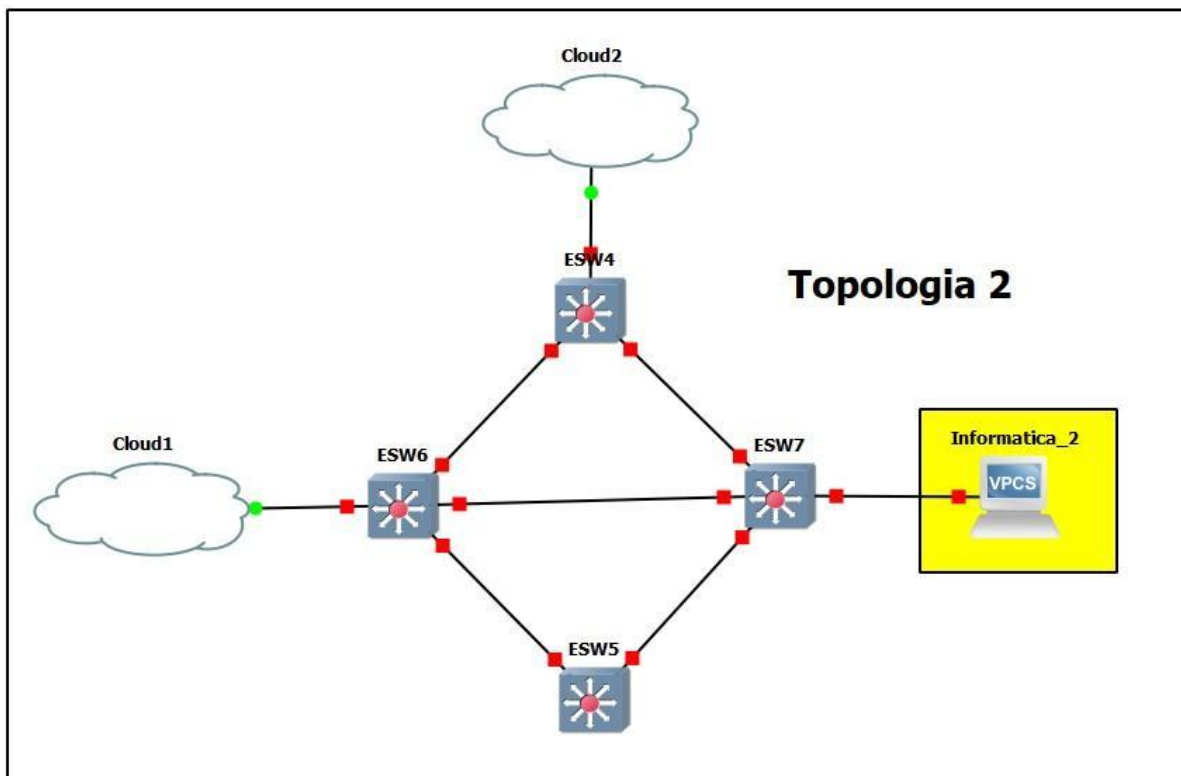 Cloud2
ESW4
Topologia 2
Cloud1
ESW6
ESW7
Informatica_2
VPCS
ESW5